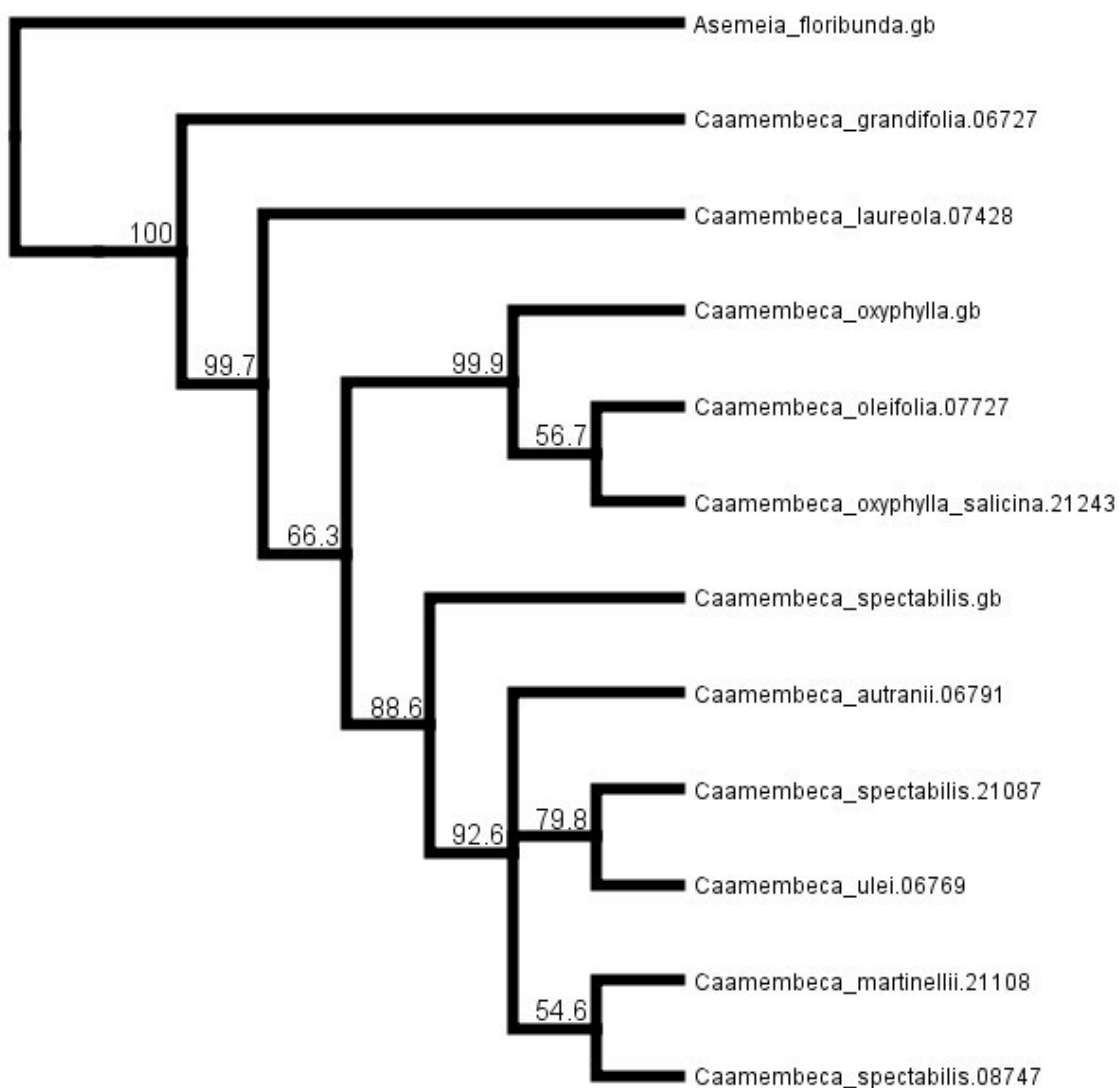 Asemeia_floribunda.gb
Caamembeca_grandifolia.06727
Caamembeca_laureola.07428
100
Caamembeca_oxyphylla.gb
99.7
99.9
Caamembeca_oleifolia.07727
56.7
Caamembeca_oxyphylla_salicina.21243
66.3
Caamembeca_spectabilis.gb
Caamembeca_autranii.06791
88.6
Caamembeca_spectabilis.21087
92.6
79.8
Caamembeca_ulei.06769
Caamembeca_martinellii.21108
54.6
Caamembeca_spectabilis.08747